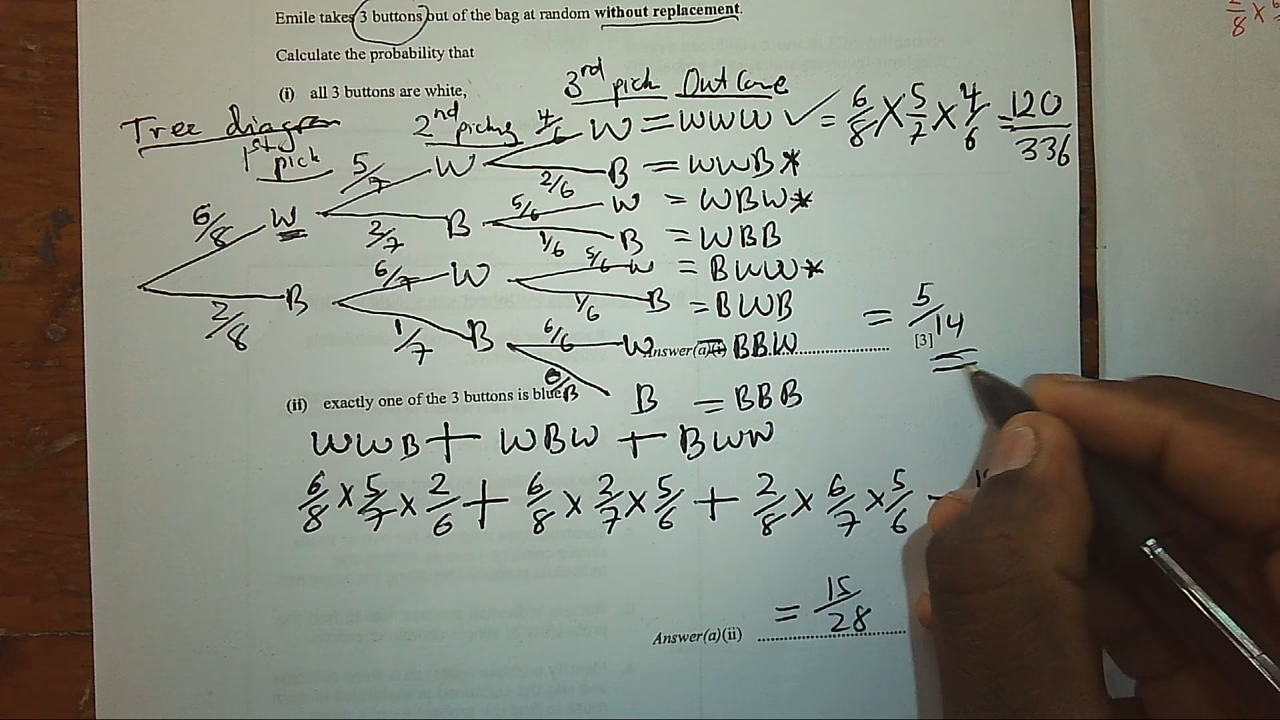 Emile takes 3 buttons out of the bag at random without replacement.
Calculate the probability that
(i) all 3 buttons are white,
Tree diagram
1st pick
2nd picking
3rd pick Outcome
6/8 W
2/8 B
5/7 W
2/7 B
6/7 W
1/7 B
4/6 W = WWW ✓ = 6/8 × 5/7 × 4/6 = 120/336
2/6 B = WWB*
5/6 W = WBW*
1/6 B = WBB
5/6 W = BWW*
1/6 B = BWB
6/6 W = BBW
B = BBB
= 5/14
[3]
(ii) exactly one of the 3 buttons is blue
WWB + WBW + BWW
6/8 × 5/7 × 2/6 + 6/8 × 2/7 × 5/6 + 2/8 × 6/7 × 5/6
= 15/28
Answer(a)(ii)